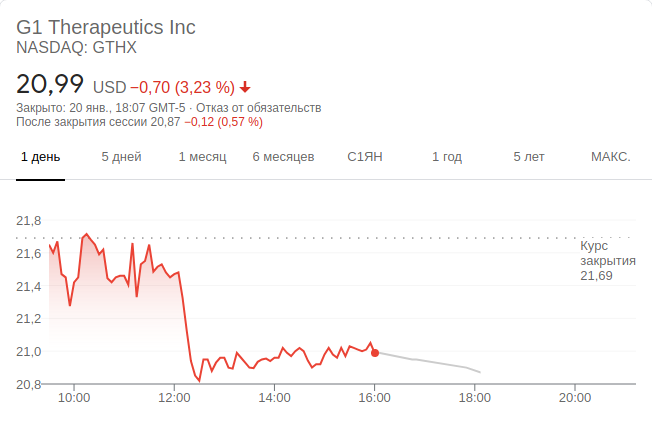 G1 Therapeutics Inc
NASDAQ: GTHX
20,99 USD −0,70 (3,23 %)
Закрыто: 20 янв., 18:07 GMT-5 · Отказ от обязательств
После закрытия сессии 20,87 −0,12 (0,57 %)
1 день 5 дней 1 месяц 6 месяцев С1ЯН 1 год 5 лет МАКС.
21,8
21,6
21,4
21,2
21,0
20,8
Курс
закрытия
21,69
10:00 12:00 14:00 16:00 18:00 20:00